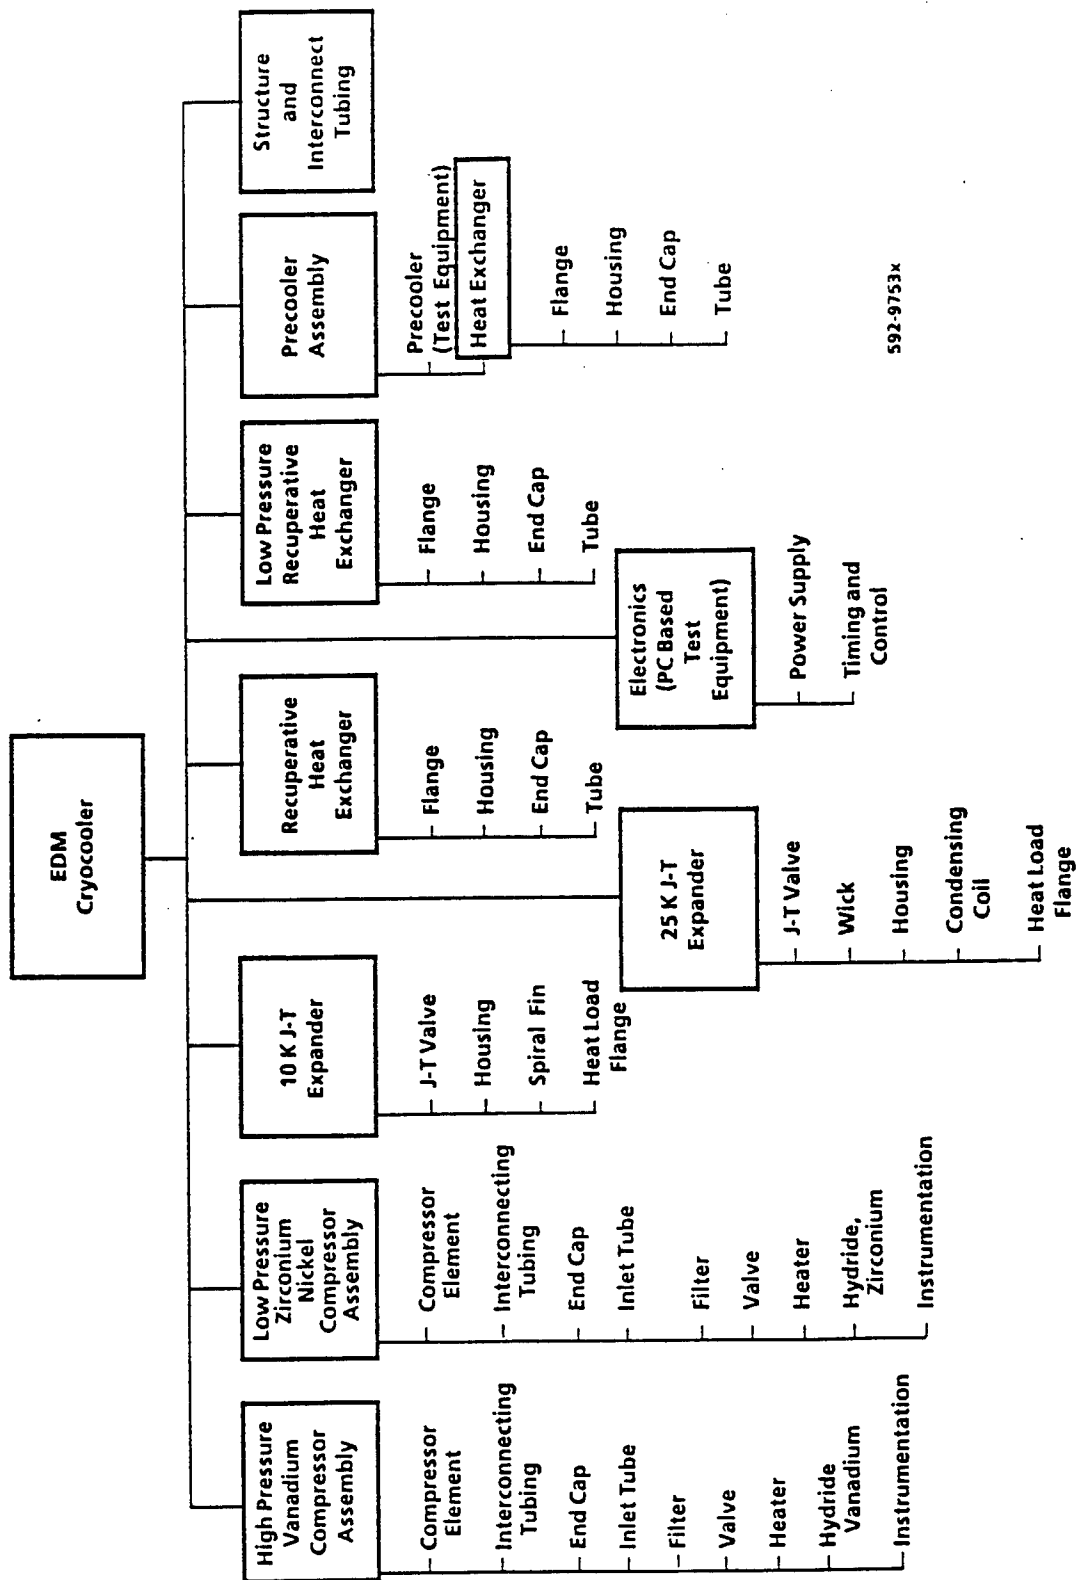 EDM
Cryocooler
High Pressure
Vanadium
Compressor
Assembly
Compressor
Element
Interconnecting
Tubing
End Cap
Inlet Tube
Filter
Valve
Heater
Hydride
Vanadium
Instrumentation
Low Pressure
Zirconium
Nickel
Compressor
Assembly
Compressor
Element
Interconnecting
Tubing
End Cap
Inlet Tube
Filter
Valve
Heater
Hydride,
Zirconium
Instrumentation
10 K J-T
Expander
J-T Valve
Housing
Spiral Fin
Heat Load
Flange
25 K J-T
Expander
J-T Valve
Wick
Housing
Condensing
Coil
Heat Load
Flange
Recuperative
Heat
Exchanger
Flange
Housing
End Cap
Tube
Electronics
(PC Based
Test
Equipment)
Power Supply
Timing and
Control
Low Pressure
Recuperative
Heat
Exchanger
Flange
Housing
End Cap
Tube
Precooler
Assembly
Precooler
(Test Equipment)
Heat Exchanger
Flange
Housing
End Cap
Tube
Structure
and
Interconnect
Tubing
592-9753x